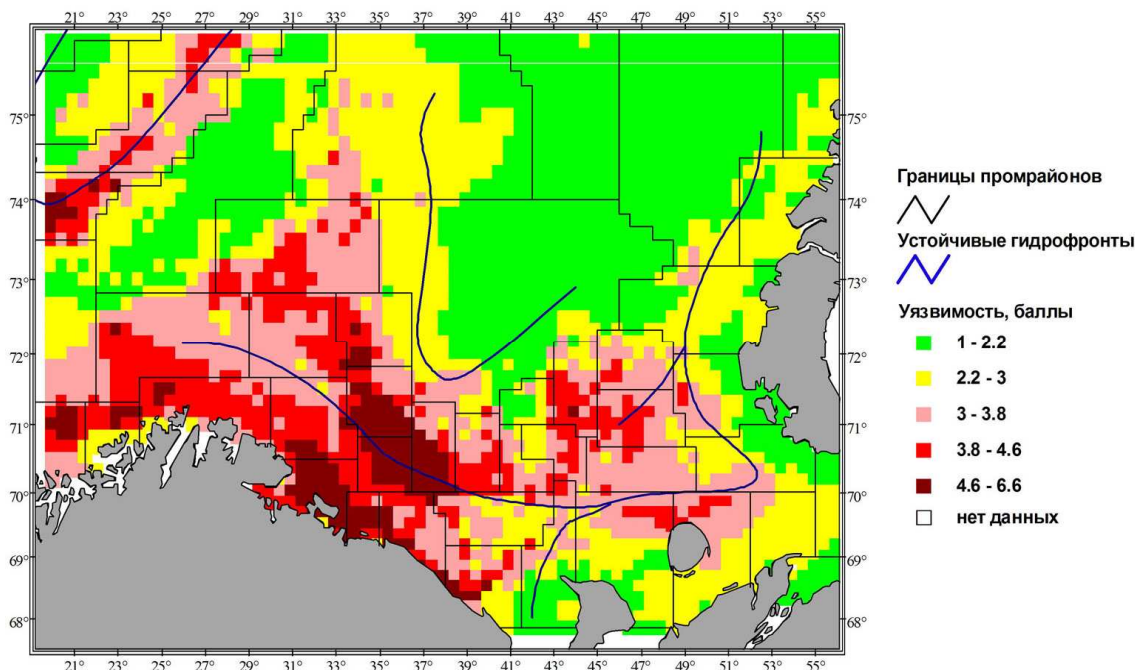 21° 23° 25° 27° 29° 31° 33° 35° 37° 39° 41° 43° 45° 47° 49° 51° 53° 55°
75° 75°
74° 74°
73° 73°
72° 72°
71° 71°
70° 70°
69° 69°
68° 68°
21° 23° 25° 27° 29° 31° 33° 35° 37° 39° 41° 43° 45° 47° 49° 51° 53° 55°
Границы промрайонов
Устойчивые гидрофронты
Уязвимость, баллы
1 - 2.2
2.2 - 3
3 - 3.8
3.8 - 4.6
4.6 - 6.6
нет данных